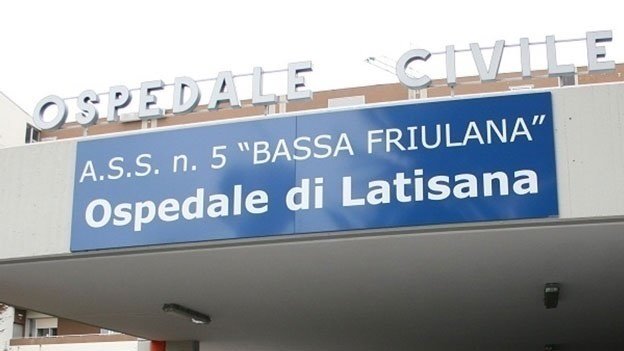 OSPEDALE CIVILE
A.S.S. n. 5 "BASSA FRIULANA"
Ospedale di Latisana